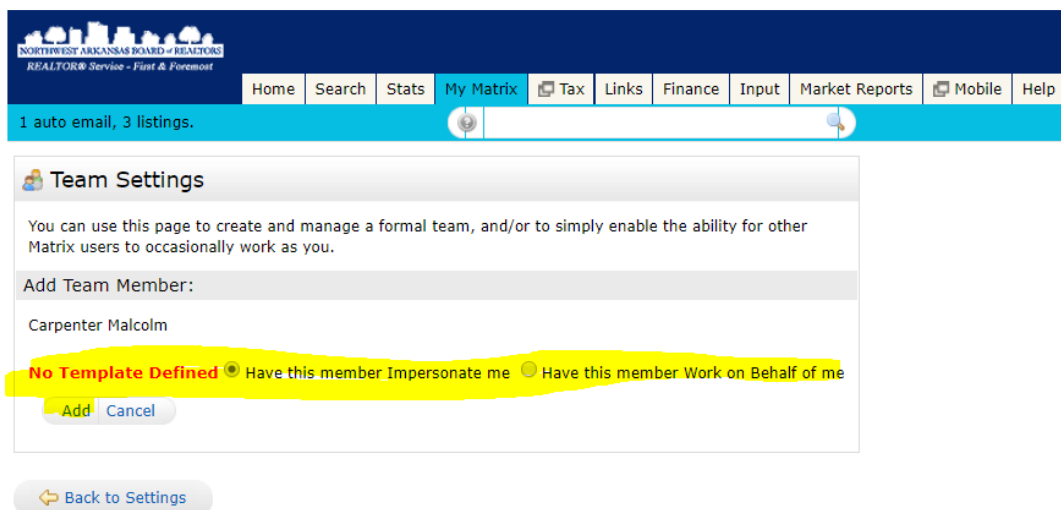 NORTHWEST ARKANSAS BOARD of REALTORS
REALTOR® Service - First & Foremost
Home Search Stats My Matrix Tax Links Finance Input Market Reports Mobile Help
1 auto email, 3 listings.
Team Settings
You can use this page to create and manage a formal team, and/or to simply enable the ability for other
Matrix users to occasionally work as you.
Add Team Member:
Carpenter Malcolm
No Template Defined Have this member Impersonate me Have this member Work on Behalf of me
Add Cancel
Back to Settings